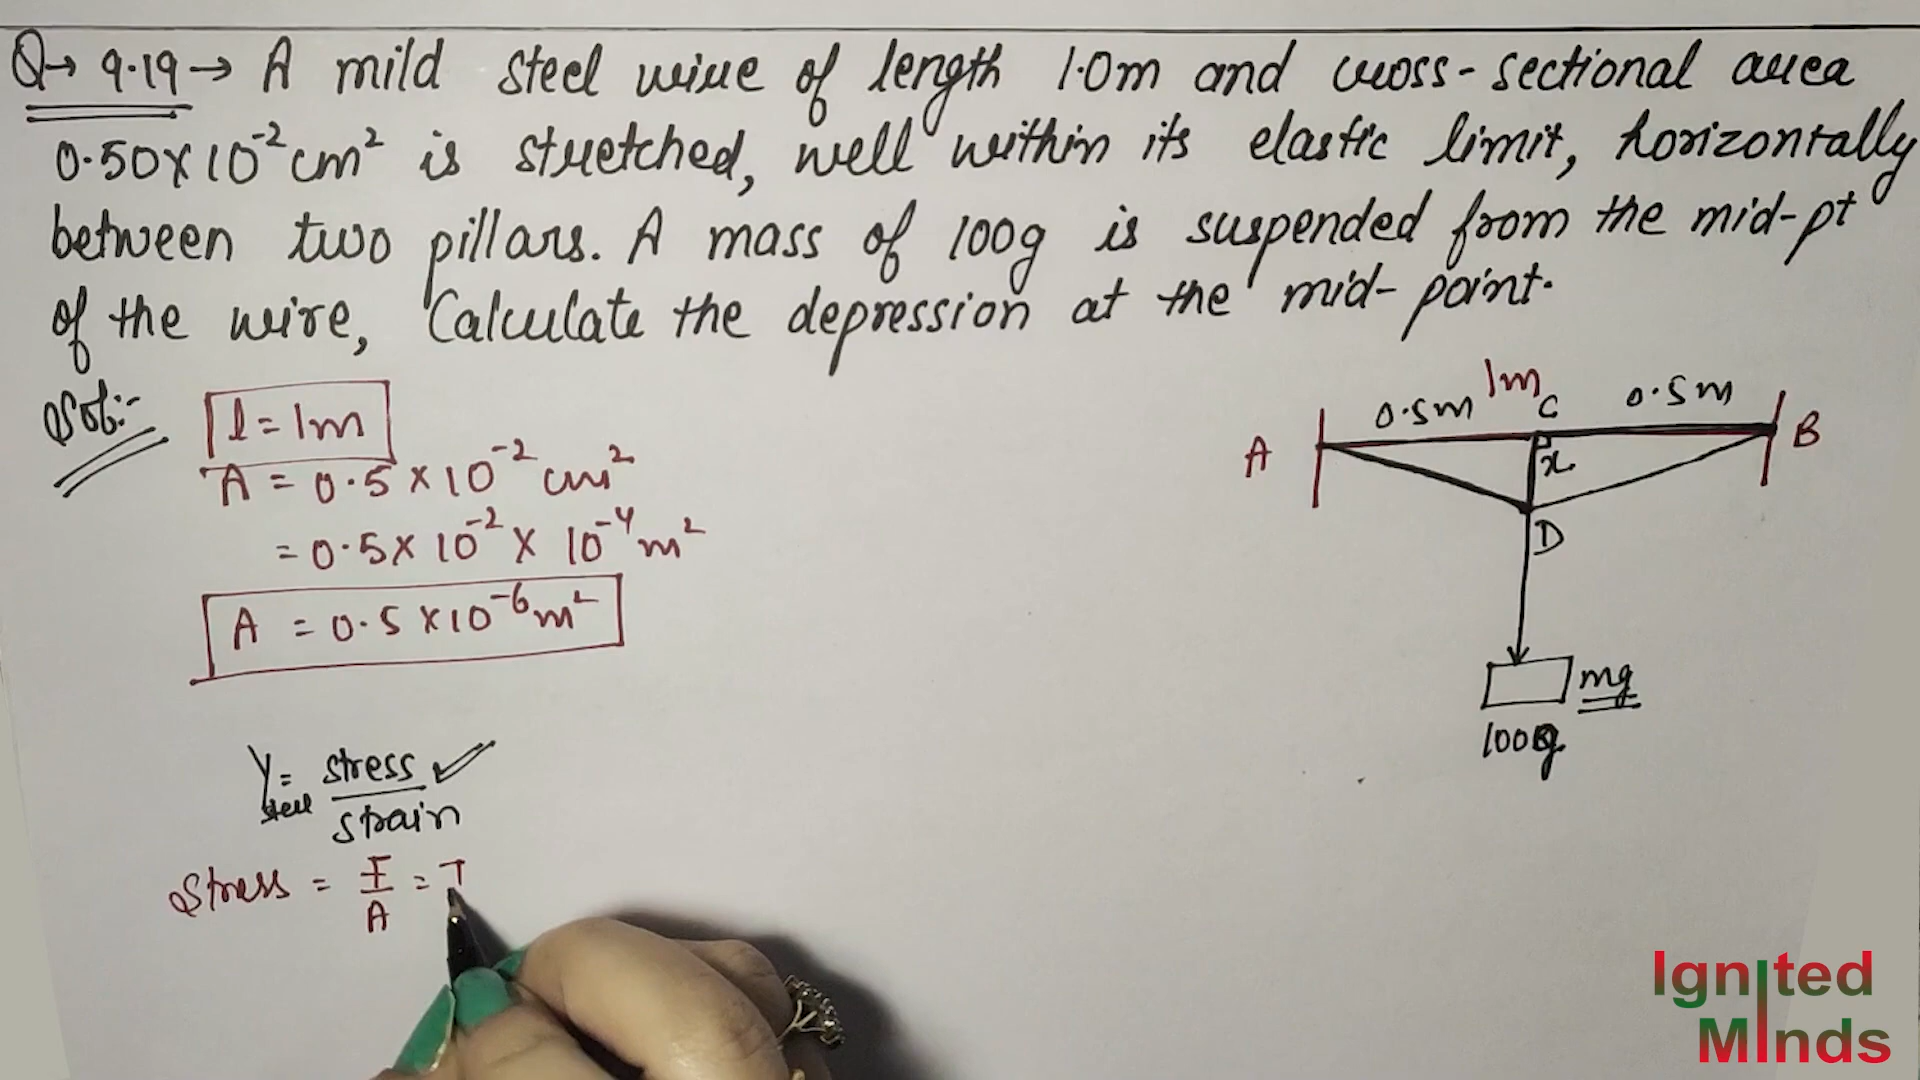 Q→ 9.19 → A mild steel wire of length 1.0m and cross-sectional area
0.50×10⁻²cm² is stretched, well within its elastic limit, horizontally
between two pillars. A mass of 100g is suspended from the mid-pt
of the wire, Calculate the depression at the mid-point.
Sol:-
l = 1m
A = 0.5 × 10⁻² cm²
= 0.5 × 10⁻² × 10⁻⁴ m²
A = 0.5 × 10⁻⁶ m²
Y steel = stress / strain ✓
Stress = F/A = T
1m
0.5m C 0.5m
A B
x
D
mg
100g
Ignited
Minds